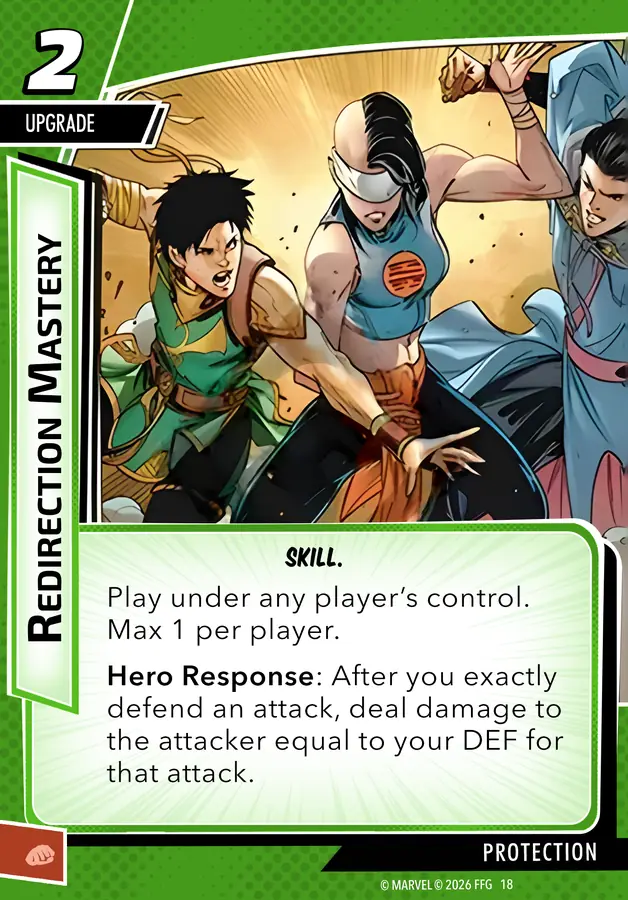 2
UPGRADE
REDIRECTION MASTERY
SKILL.
Play under any player's control.
Max 1 per player.
Hero Response: After you exactly
defend an attack, deal damage to
the attacker equal to your DEF for
that attack.
PROTECTION
© MARVEL © 2026 FFG 18